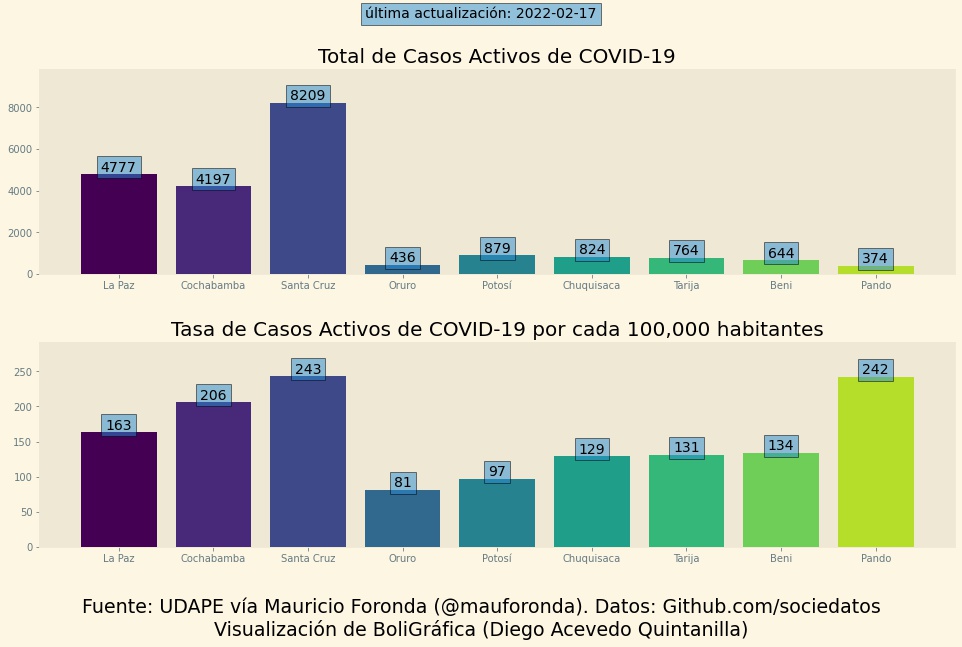 última actualización: 2022-02-17
Total de Casos Activos de COVID-19
8000
6000
4000
2000
0
4777
4197
8209
436
879
824
764
644
374
La Paz
Cochabamba
Santa Cruz
Oruro
Potosí
Chuquisaca
Tarija
Beni
Pando
Tasa de Casos Activos de COVID-19 por cada 100,000 habitantes
250
200
150
100
50
0
163
206
243
81
97
129
131
134
242
La Paz
Cochabamba
Santa Cruz
Oruro
Potosí
Chuquisaca
Tarija
Beni
Pando
Fuente: UDAPE vía Mauricio Foronda (@mauforonda). Datos: Github.com/sociedatos
Visualización de BoliGráfica (Diego Acevedo Quintanilla)